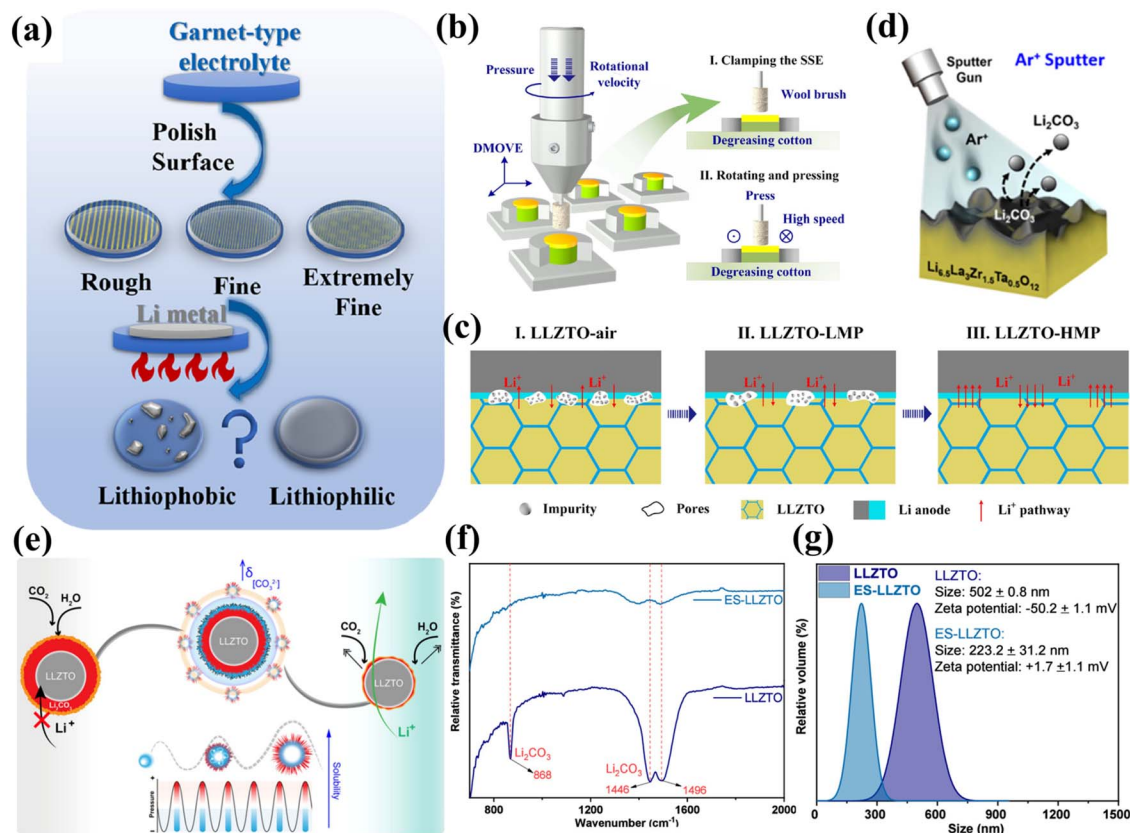 (a)
Garnet-type
electrolyte
Polish
Surface
Rough
Fine
Extremely
Fine
Li metal
?
Lithiophobic
Lithiophilic
(b)
Pressure
Rotational
velocity
DMOVE
I. Clamping the SSE
Wool brush
Degreasing cotton
II. Rotating and pressing
Press
High speed
Degreasing cotton
(d)
Sputter
Gun
Ar⁺ Sputter
Ar⁺
Li₂CO₃
Li₂CO₃
Li₆.₅La₃Zr₁.₅Ta₀.₅O₁₂
(c)
I. LLZTO-air
II. LLZTO-LMP
III. LLZTO-HMP
Li⁺
Li⁺
Li⁺
Li⁺
Li⁺
Li⁺
Impurity
Pores
LLZTO
Li anode
Li⁺ pathway
(e)
CO₂
H₂O
LLZTO
Li₂CO₃
Li⁺
δ
[CO₃²⁻]
LLZTO
CO₂
H₂O
LLZTO
Li⁺
Solubility
Pressure
+
-
(f)
Relative transmittance (%)
ES-LLZTO
LLZTO
Li₂CO₃
868
Li₂CO₃
1446
1496
800
1200
1600
2000
Wavenumber (cm⁻¹)
(g)
Relative volume (%)
LLZTO
ES-LLZTO
LLZTO:
Size: 502 ± 0.8 nm
Zeta potential: -50.2 ± 1.1 mV
ES-LLZTO:
Size: 223.2 ± 31.2 nm
Zeta potential: +1.7 ±1.1 mV
0
300
600
900
1200
1500
Size (nm)